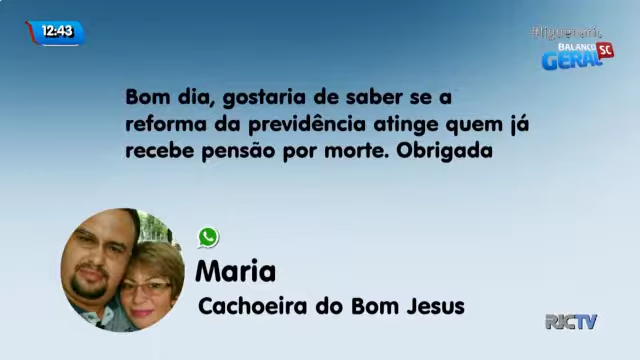 12:43
#liguenaric
BALANÇO
GERAL SC
Bom dia, gostaria de saber se a
reforma da previdência atinge quem já
recebe pensão por morte. Obrigada
Maria
Cachoeira do Bom Jesus
RICTV